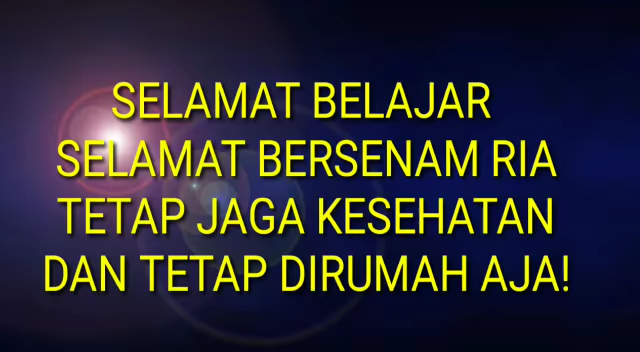 SELAMAT BELAJAR
SELAMAT BERSENAM RIA
TETAP JAGA KESEHATAN
DAN TETAP DIRUMAH AJA!